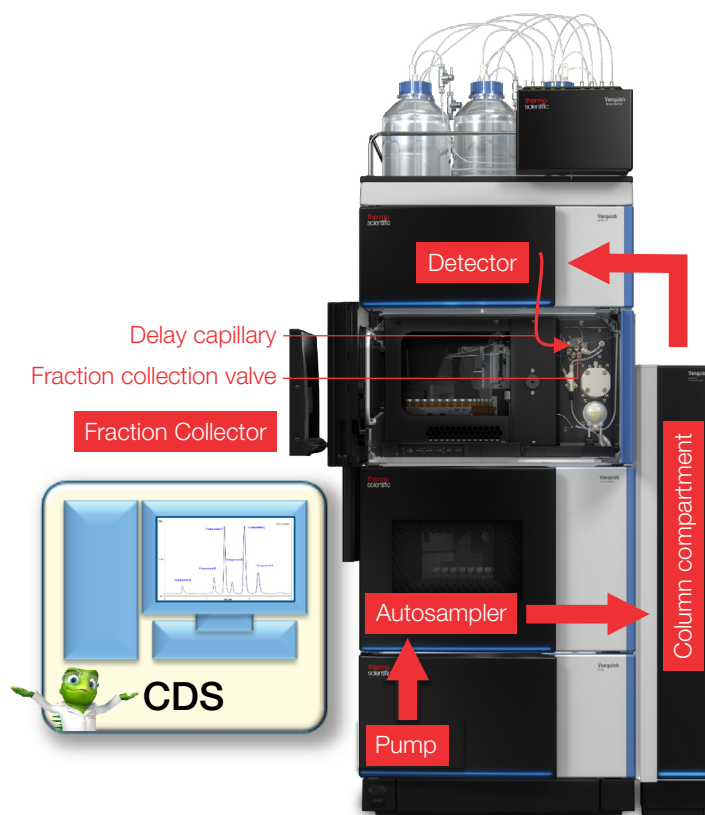 thermo
scientific
Vanquish
thermo
scientific
Vanquish
Detector
Delay capillary
Fraction collection valve
Fraction Collector
Vanquish
Column compartment
thermo
scientific
Vanquish
Autosampler
thermo
scientific
Vanquish
Pump
CDS